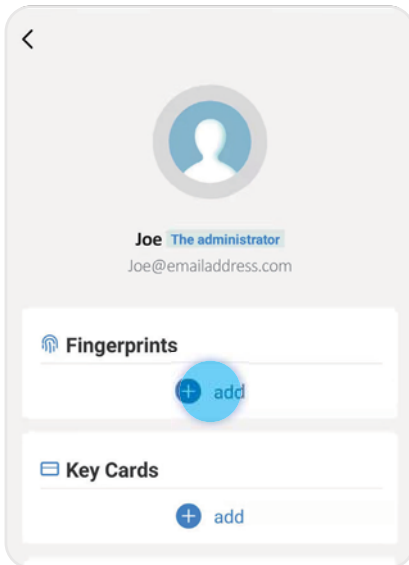 Joe The administrator
Joe@emailaddress.com
Fingerprints
add
Key Cards
add